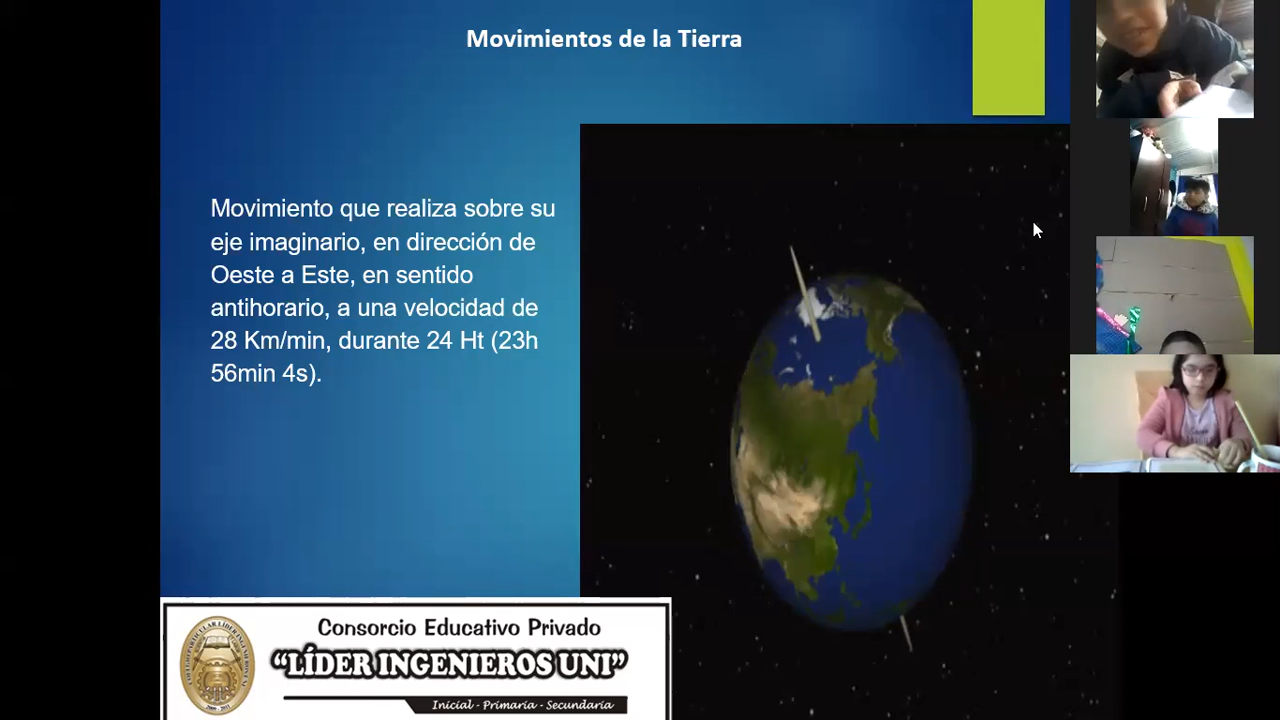 Movimientos de la Tierra
Movimiento que realiza sobre su
eje imaginario, en dirección de
Oeste a Este, en sentido
antihorario, a una velocidad de
28 Km/min, durante 24 Ht (23h
56min 4s).
Consorcio Educativo Privado
“LÍDER INGENIEROS UNI”
Inicial - Primaria - Secundaria